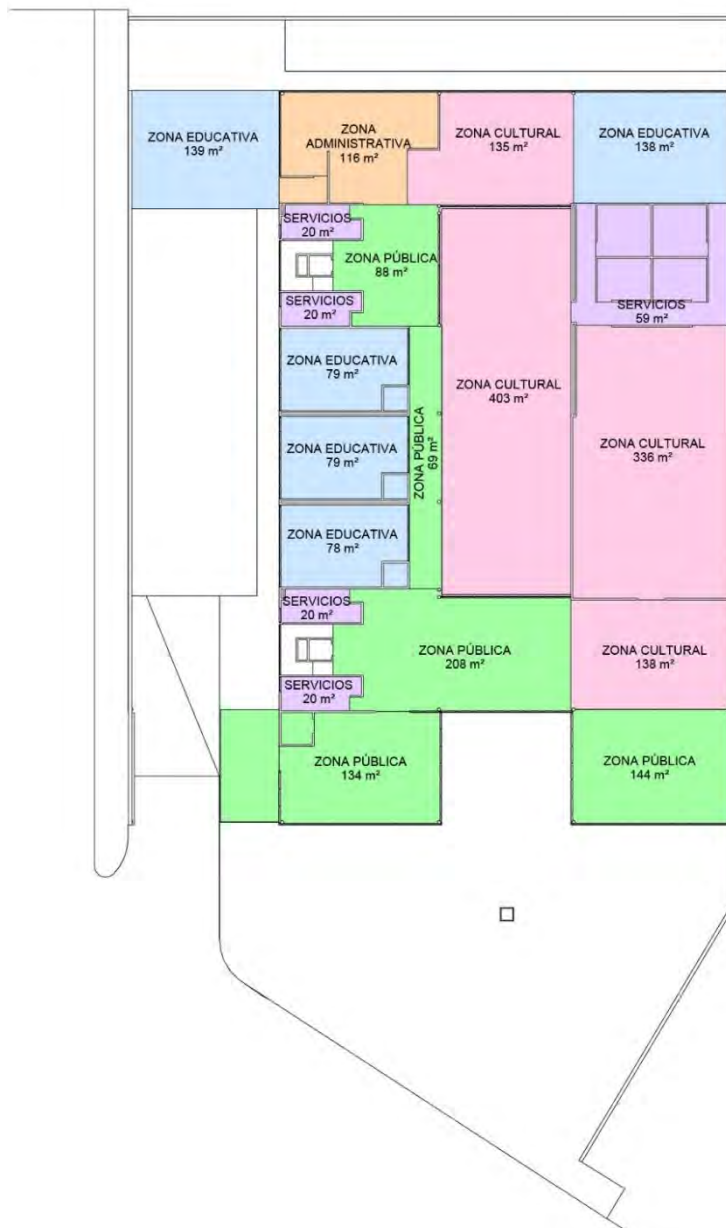 ZONA EDUCATIVA
139 m²
ZONA
ADMINISTRATIVA
116 m²
ZONA CULTURAL
135 m²
ZONA EDUCATIVA
138 m²
SERVICIOS
20 m²
ZONA PÚBLICA
88 m²
SERVICIOS
20 m²
SERVICIOS
59 m²
ZONA EDUCATIVA
79 m²
ZONA CULTURAL
403 m²
ZONA PÚBLICA
69 m²
ZONA CULTURAL
336 m²
ZONA EDUCATIVA
79 m²
ZONA EDUCATIVA
78 m²
SERVICIOS
20 m²
ZONA PÚBLICA
208 m²
ZONA CULTURAL
138 m²
SERVICIOS
20 m²
ZONA PÚBLICA
134 m²
ZONA PÚBLICA
144 m²